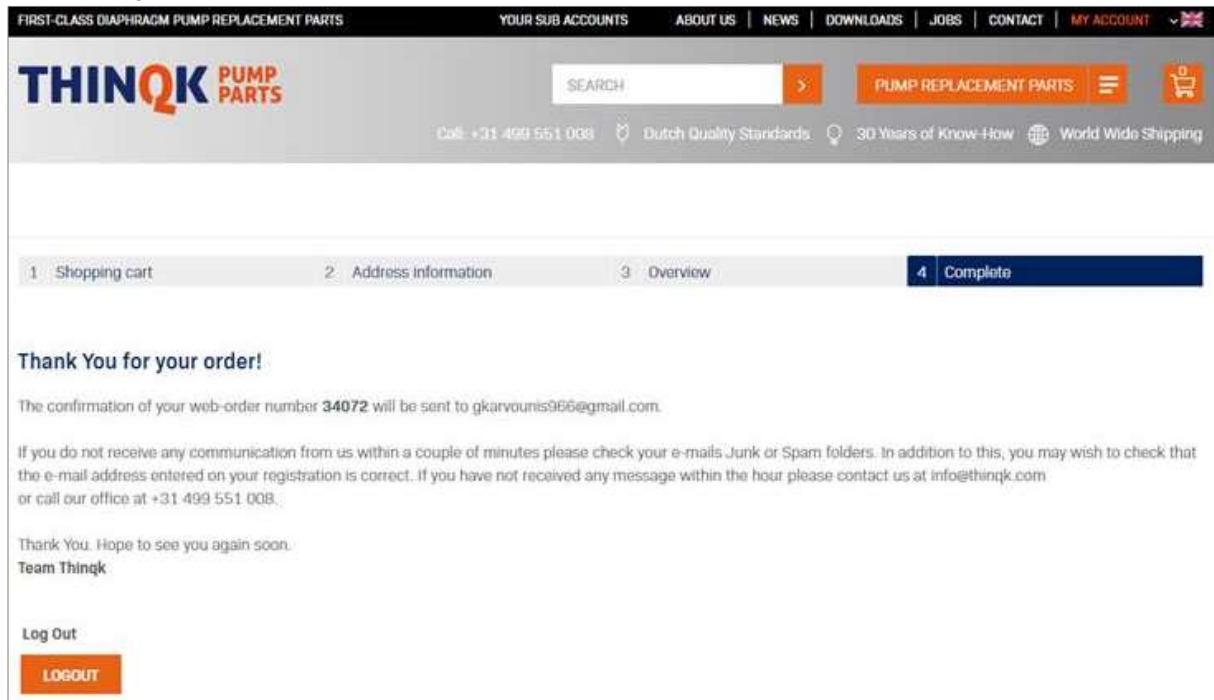 FIRST-CLASS DIAPHRAGM PUMP REPLACEMENT PARTS YOUR SUB ACCOUNTS ABOUT US | NEWS | DOWNLOADS | JOBS | CONTACT | MY ACCOUNT
THINQK PUMP PARTS
SEARCH > PUMP REPLACEMENT PARTS 0
Call: +31 499 551 008 Dutch Quality Standards 30 Years of Know-How World Wide Shipping
1 Shopping cart 2 Address information 3 Overview 4 Complete
Thank You for your order!
The confirmation of your web-order number 34072 will be sent to gkarvounis966@gmail.com.
If you do not receive any communication from us within a couple of minutes please check your e-mails Junk or Spam folders. In addition to this, you may wish to check that
the e-mail address entered on your registration is correct. If you have not received any message within the hour please contact us at info@thinqk.com
or call our office at +31 499 551 008.
Thank You. Hope to see you again soon.
Team Thinqk
Log Out
LOGOUT